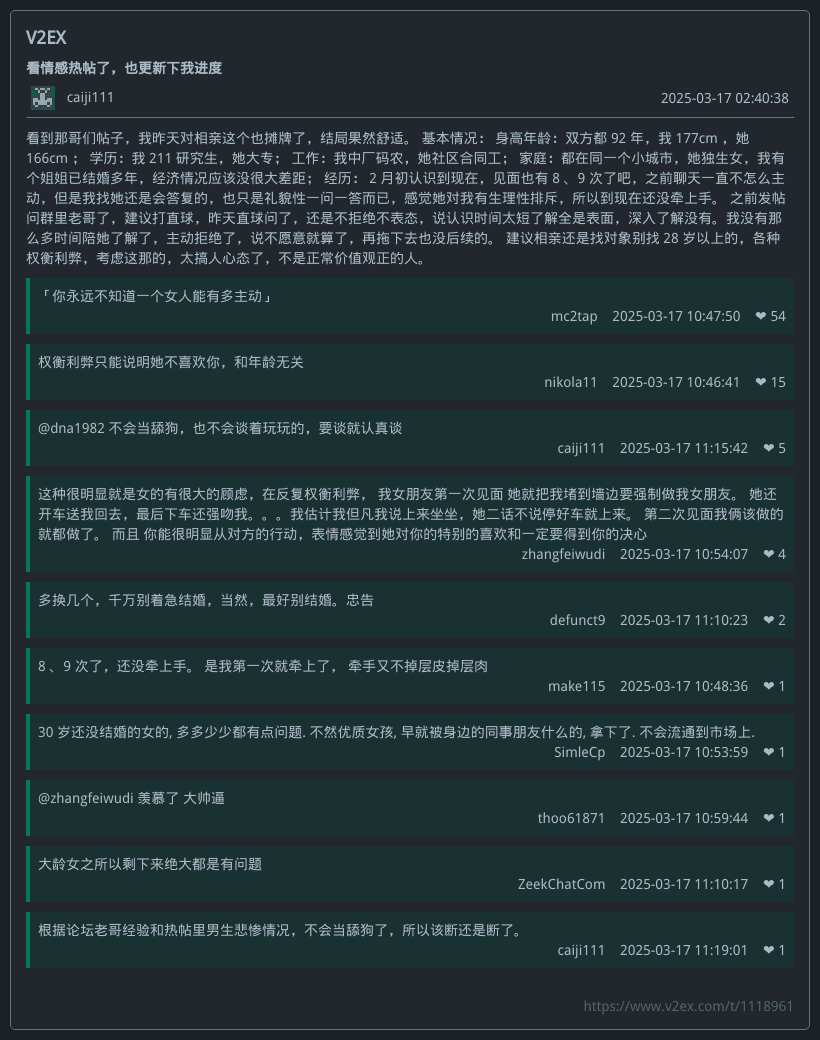 V2EX
看情感热帖了，也更新下我进度
caiji111 2025-03-17 02:40:38
看到那哥们帖子，我昨天对相亲这个也摊牌了，结局果然舒适。 基本情况： 身高年龄：双方都 92 年，我 177cm ，她
166cm ； 学历：我 211 研究生，她大专； 工作：我中厂码农，她社区合同工； 家庭：都在同一个小城市，她独生女，我有
个姐姐已结婚多年，经济情况应该没很大差距； 经历： 2 月初认识到现在，见面也有 8 、9 次了吧，之前聊天一直不怎么主
动，但是我找她还是会答复的，也只是礼貌性一问一答而已，感觉她对我有生理性排斥，所以到现在还没牵上手。 之前发帖
问群里老哥了，建议打直球，昨天直球问了，还是不拒绝不表态，说认识时间太短了解全是表面，深入了解没有。我没有那
么多时间陪她了解了，主动拒绝了，说不愿意就算了，再拖下去也没后续的。 建议相亲还是找对象别找 28 岁以上的，各种
权衡利弊，考虑这那的，太搞人心态了，不是正常价值观正的人。
「你永远不知道一个女人能有多主动」
mc2tap 2025-03-17 10:47:50 ❤ 54
权衡利弊只能说明她不喜欢你，和年龄无关
nikola11 2025-03-17 10:46:41 ❤ 15
@dna1982 不会当舔狗，也不会谈着玩玩的，要谈就认真谈
caiji111 2025-03-17 11:15:42 ❤ 5
这种很明显就是女的有很大的顾虑，在反复权衡利弊， 我女朋友第一次见面 她就把我堵到墙边要强制做我女朋友。 她还
开车送我回去，最后下车还强吻我。。。我估计我但凡我说上来坐坐，她二话不说停好车就上来。 第二次见面我俩该做的
就都做了。 而且 你能很明显从对方的行动，表情感觉到她对你的特别的喜欢和一定要得到你的决心
zhangfeiwudi 2025-03-17 10:54:07 ❤ 4
多换几个，千万别着急结婚，当然，最好别结婚。忠告
defunct9 2025-03-17 11:10:23 ❤ 2
8 、9 次了，还没牵上手。 是我第一次就牵上了， 牵手又不掉层皮掉层肉
make115 2025-03-17 10:48:36 ❤ 1
30 岁还没结婚的女的, 多多少少都有点问题. 不然优质女孩, 早就被身边的同事朋友什么的, 拿下了. 不会流通到市场上.
SimleCp 2025-03-17 10:53:59 ❤ 1
@zhangfeiwudi 羡慕了 大帅逼
thoo61871 2025-03-17 10:59:44 ❤ 1
大龄女之所以剩下来绝大都是有问题
ZeekChatCom 2025-03-17 11:10:17 ❤ 1
根据论坛老哥经验和热帖里男生悲惨情况，不会当舔狗了，所以该断还是断了。
caiji111 2025-03-17 11:19:01 ❤ 1
https://www.v2ex.com/t/1118961